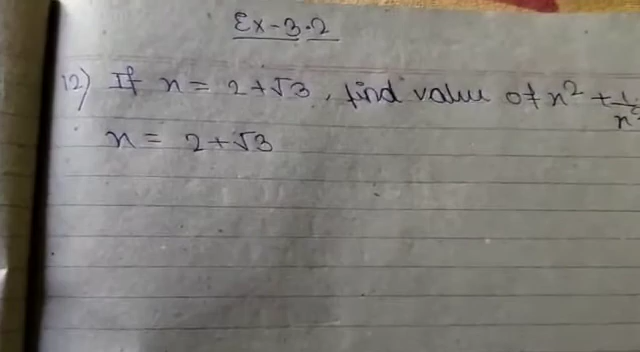 Ex-3.2
12) If x = 2+√3, find value of x² + 1/x²
x = 2+√3